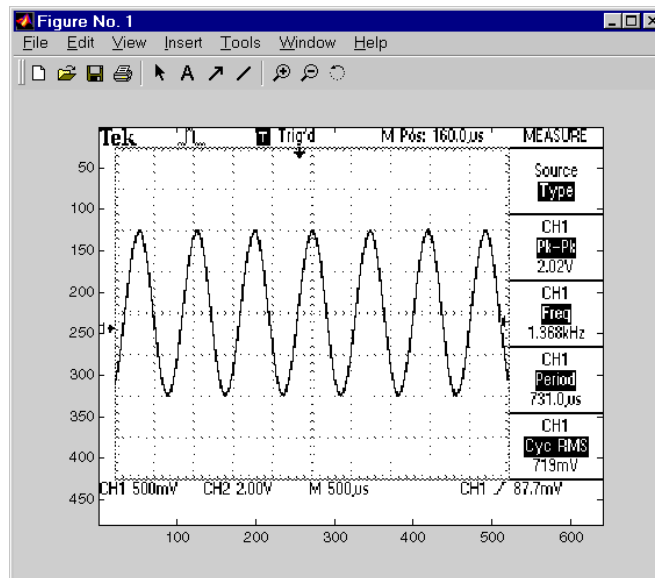 Figure No. 1
File Edit View Insert Tools Window Help
A
Tek T Trig'd M Pos: 160.0µs MEASURE
Source
Type
CH1
Pk-Pk
2.02V
CH1
Freq
1.368kHz
CH1
Period
731.0µs
CH1
Cyc RMS
719mV
CH1 500mV CH2 2.00V M 500µs CH1 87.7mV
50
100
150
200
250
300
350
400
450
1
100 200 300 400 500 600